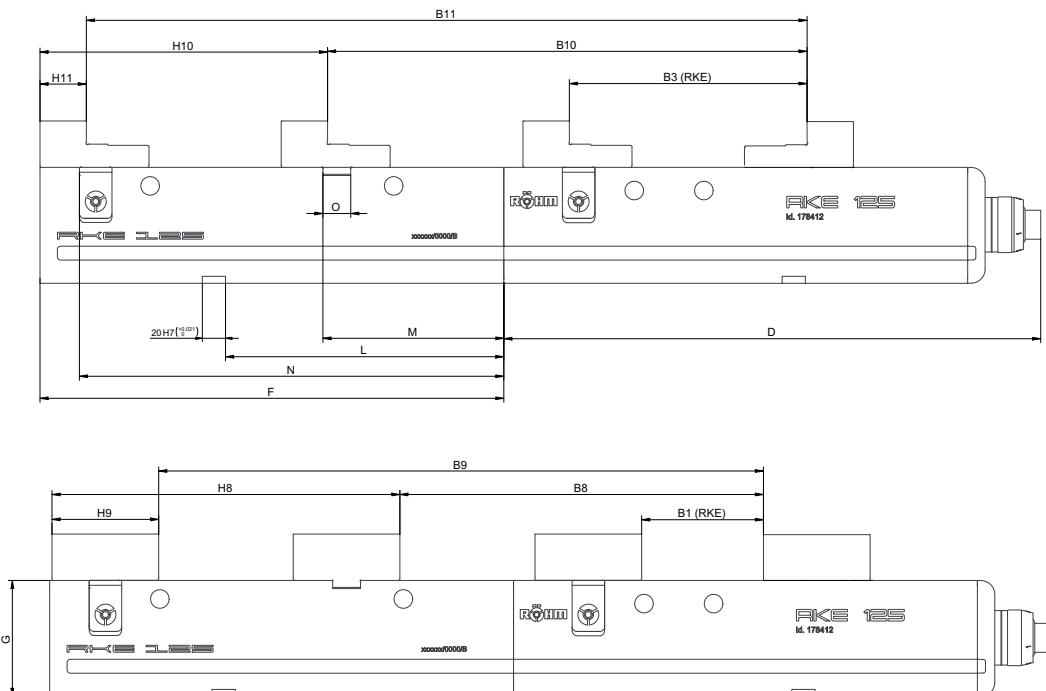 B11
H10
B10
H11
B3 (RKE)
O
RÖHM
RKE 125
Id. 178412
RKE 125
xxxxxx/0000/B
20 H7 (+0,021 0)
M
D
L
N
F
B9
H8
B8
H9
B1 (RKE)
G
RÖHM
RKE 125
Id. 178412
RKE 125
xxxxxx/0000/B